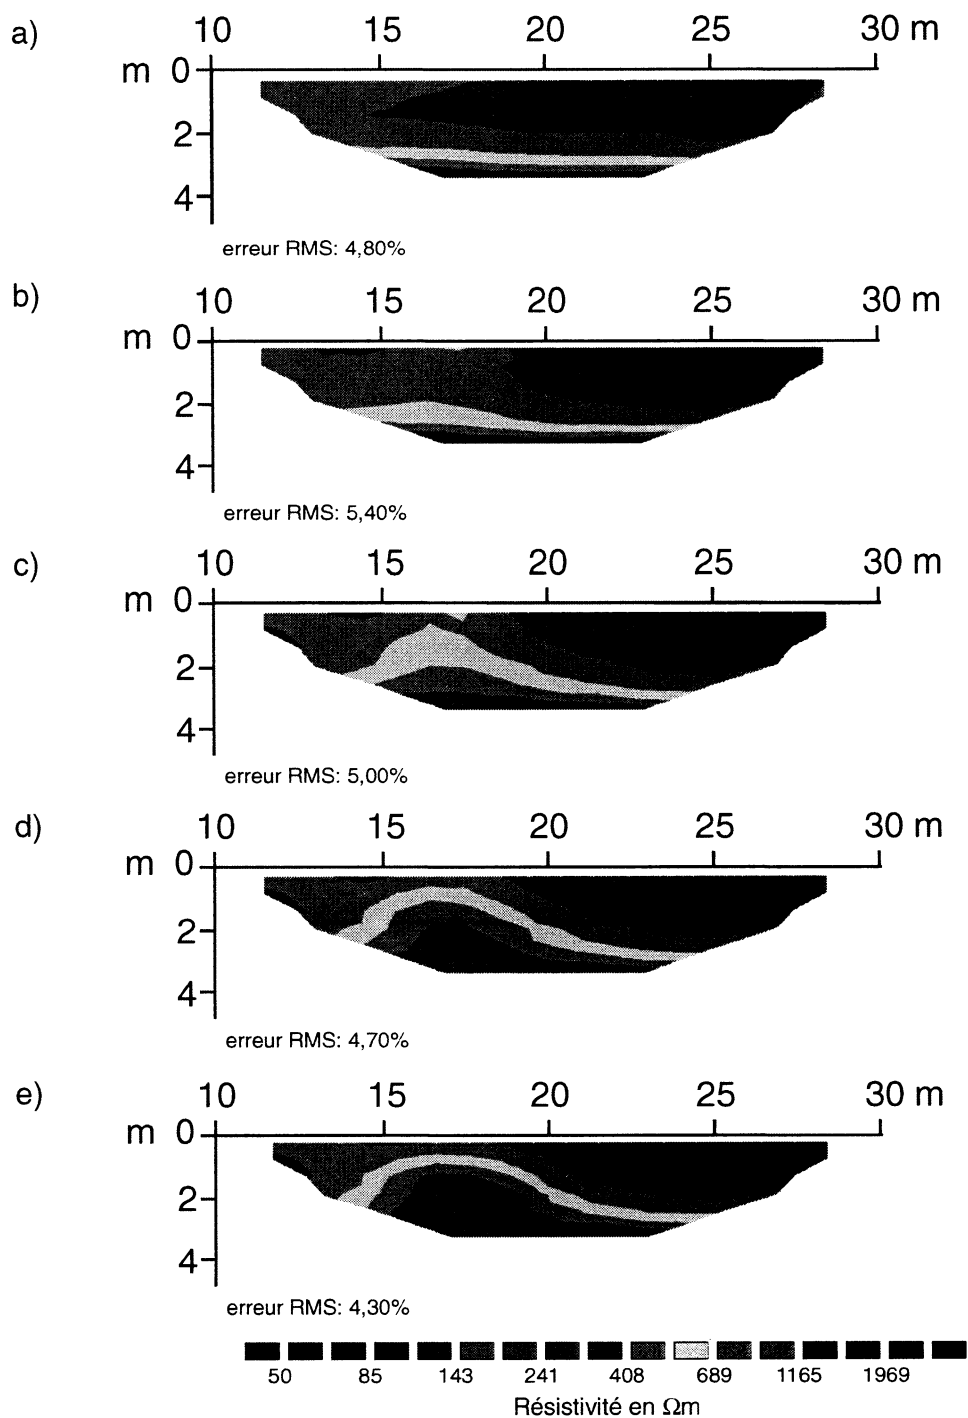 a)
10 15 20 25 30 m
m 0
2
4
erreur RMS: 4,80%
b)
10 15 20 25 30 m
m 0
2
4
erreur RMS: 5,40%
c)
10 15 20 25 30 m
m 0
2
4
erreur RMS: 5,00%
d)
10 15 20 25 30 m
m 0
2
4
erreur RMS: 4,70%
e)
10 15 20 25 30 m
m 0
2
4
erreur RMS: 4,30%
50 85 143 241 408 689 1165 1969
Résistivité en Ωm